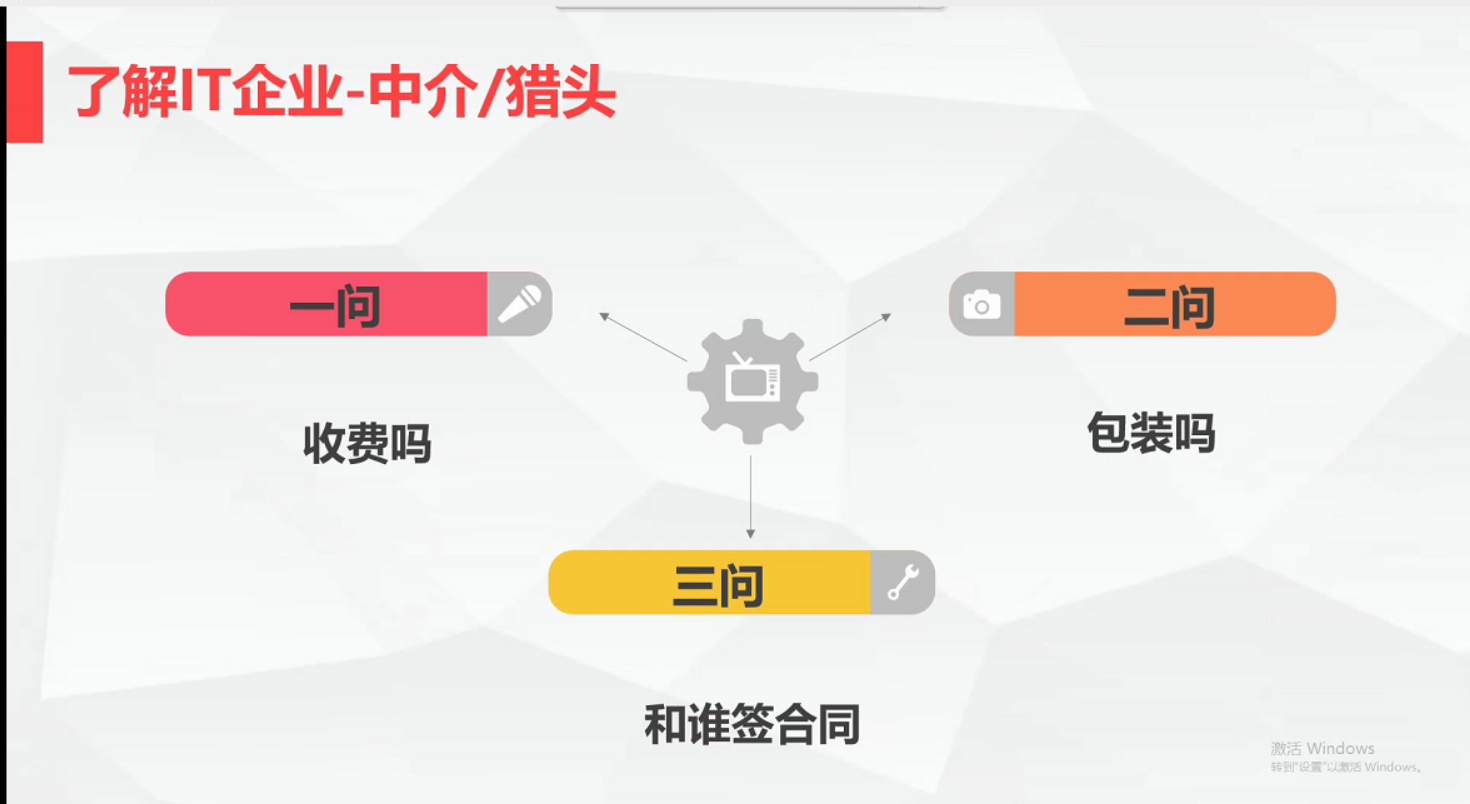 了解IT企业-中介/猎头
一问
二问
收费吗
包装吗
三问
和谁签合同
激活 Windows
转到"设置"以激活 Windows。